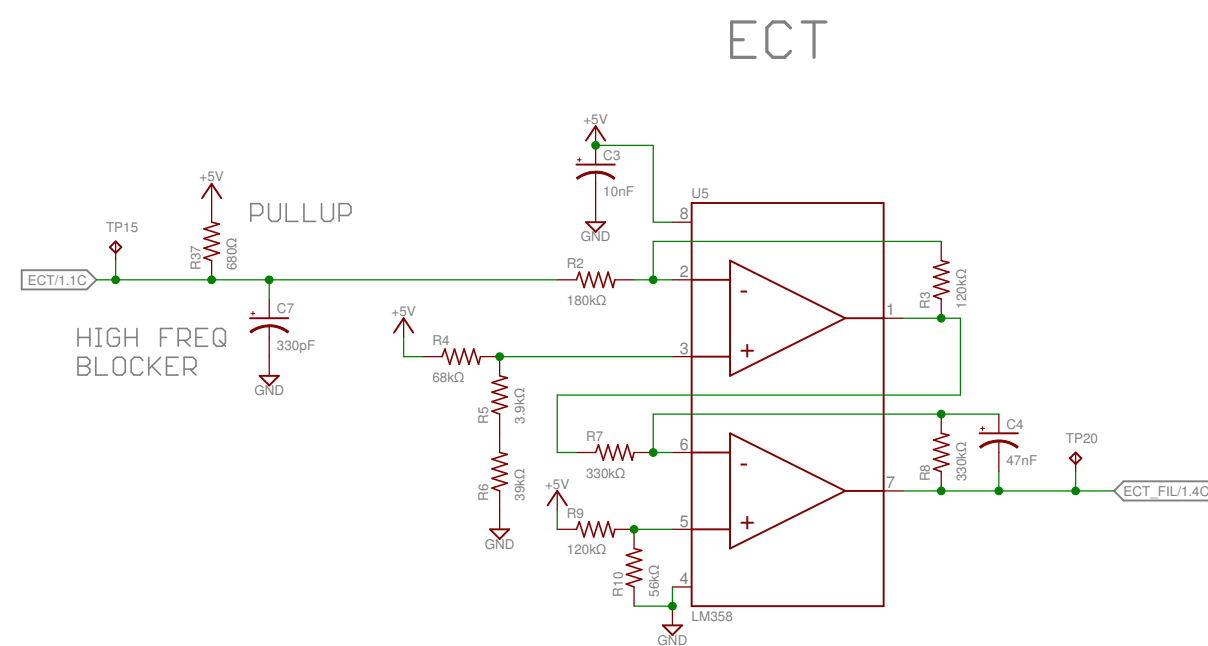 ECT
+5V
C3
10nF
GND
+5V
PULLUP
R37
680Ω
TP15
ECT/1.1C
C7
330pF
GND
HIGH FREQ
BLOCKER
R2
180kΩ
+5V
R4
68kΩ
R5
3.9kΩ
R6
39kΩ
GND
U5
8
2
-
3
+
1
R3
120kΩ
R7
330kΩ
6
-
+5V
R9
120kΩ
5
+
R10
56kΩ
4
GND
LM358
7
R8
330kΩ
C4
47nF
TP20
ECT_FIL/1.4C